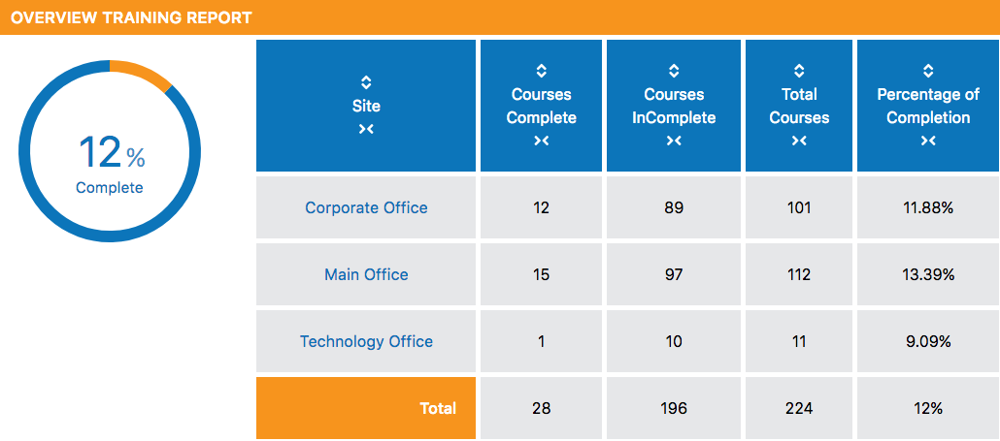 OVERVIEW TRAINING REPORT
12%
Complete
Site
Courses
Complete
Courses
InComplete
Total
Courses
Percentage of
Completion
Corporate Office 12 89 101 11.88%
Main Office 15 97 112 13.39%
Technology Office 1 10 11 9.09%
Total 28 196 224 12%